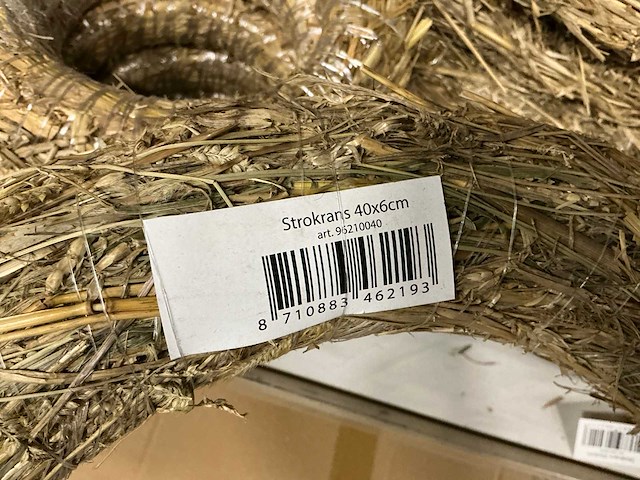 Strokrans 40x6cm
art. 96210040
8 710883 462193